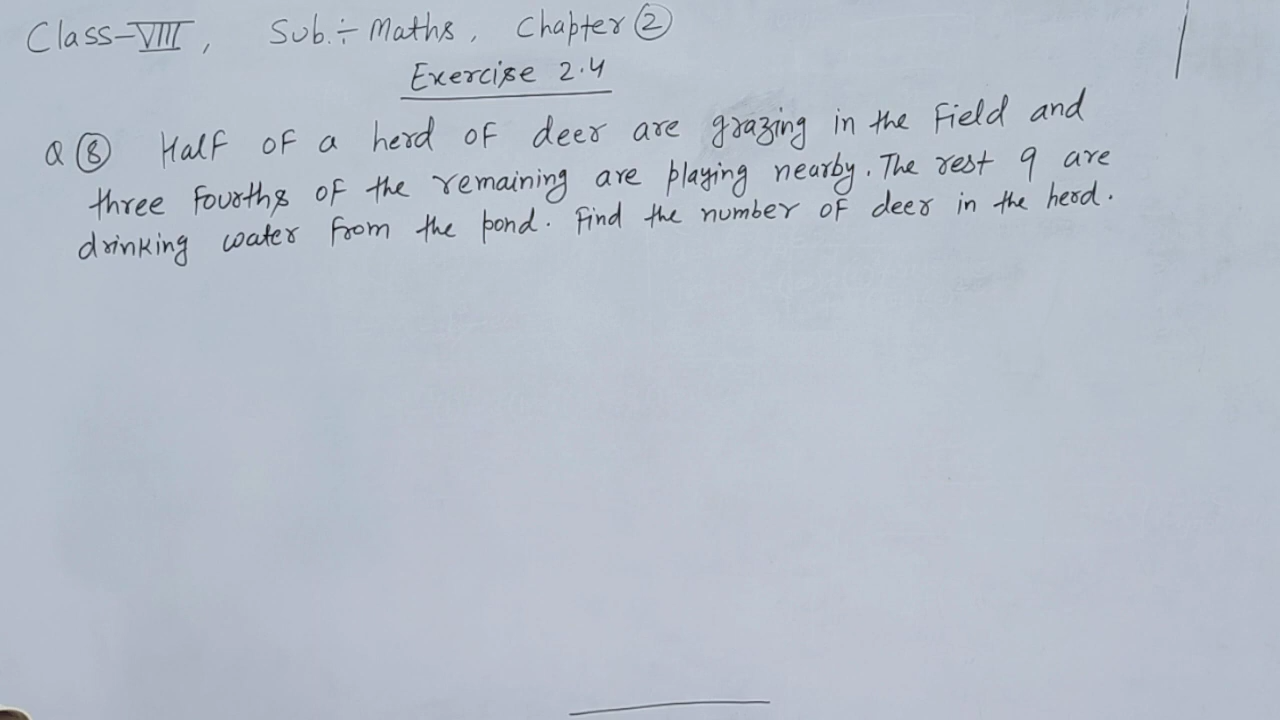 Class-VIII, Sub.÷ Maths, Chapter ②
Exercise 2.4
Q ⑧ Half of a herd of deer are grazing in the field and
three fourths of the remaining are playing nearby. The rest 9 are
drinking water from the pond. Find the number of deer in the herd.